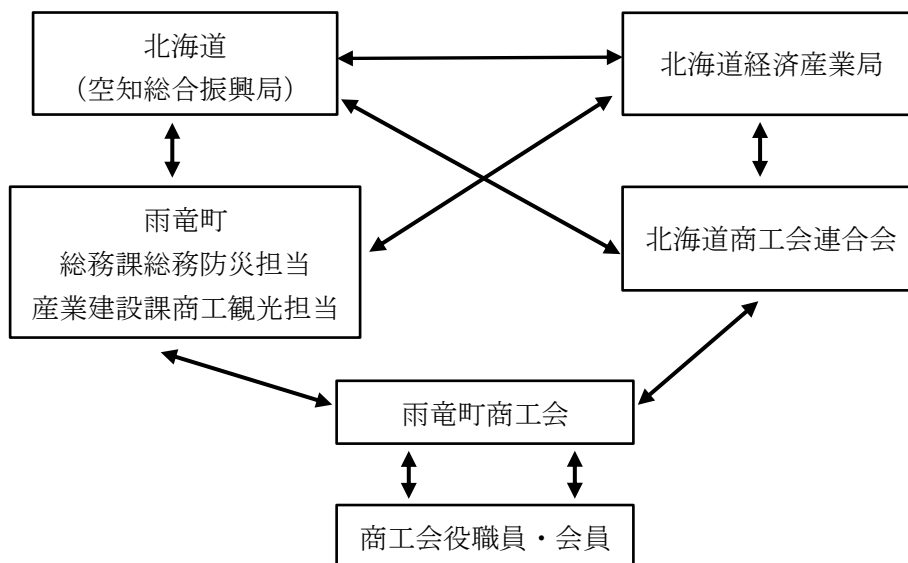 北海道
（空知総合振興局）
北海道経済産業局
雨竜町
総務課総務防災担当
産業建設課商工観光担当
北海道商工会連合会
雨竜町商工会
商工会役職員・会員